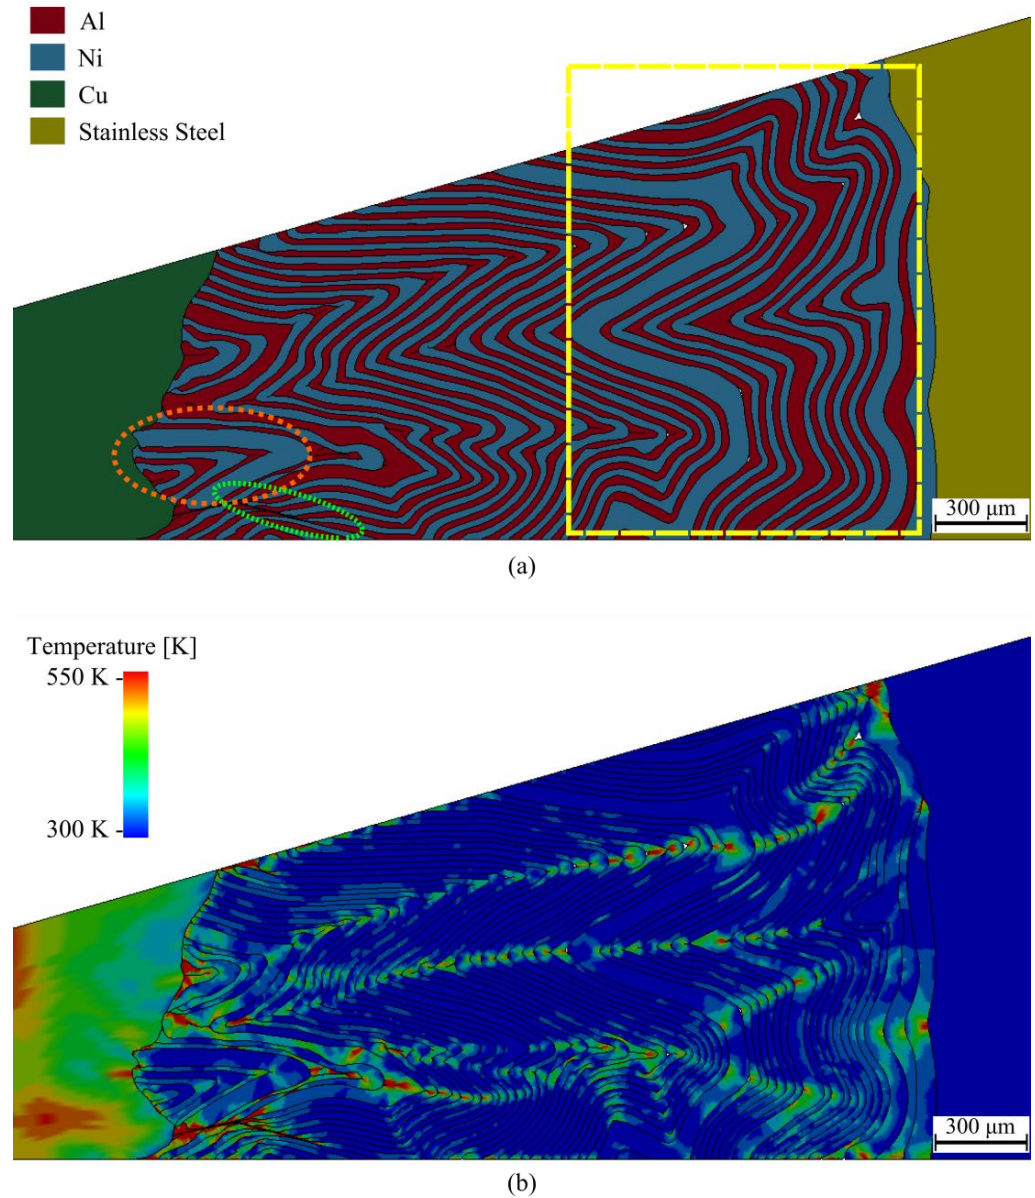 Al
Ni
Cu
Stainless Steel
300 μm
(a)
Temperature [K]
550 K -
300 K -
300 μm
(b)